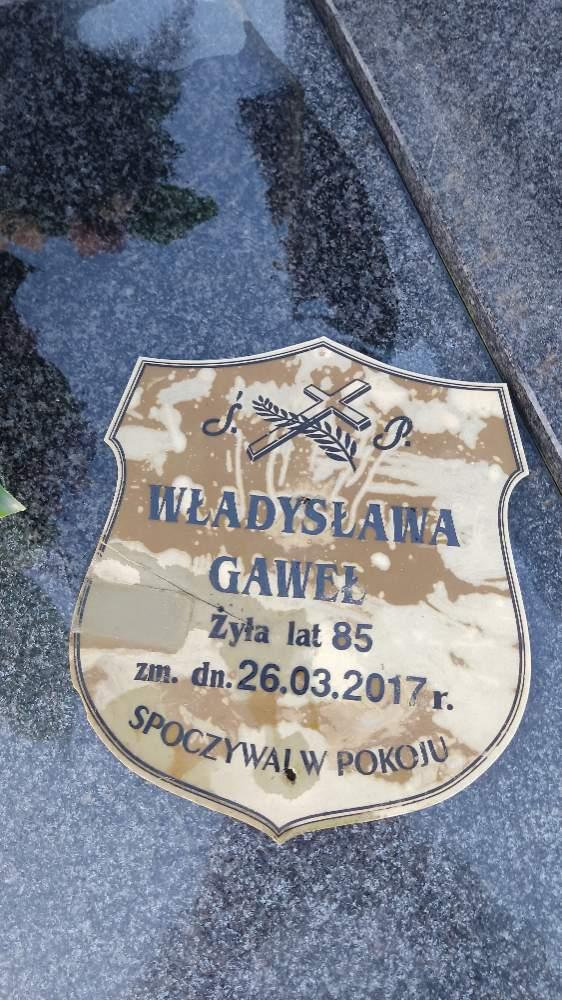 Ś. P.
WŁADYSŁAWA
GAWEŁ
Żyła lat 85
zm. dn. 26.03.2017 r.
SPOCZYWAJ W POKOJU